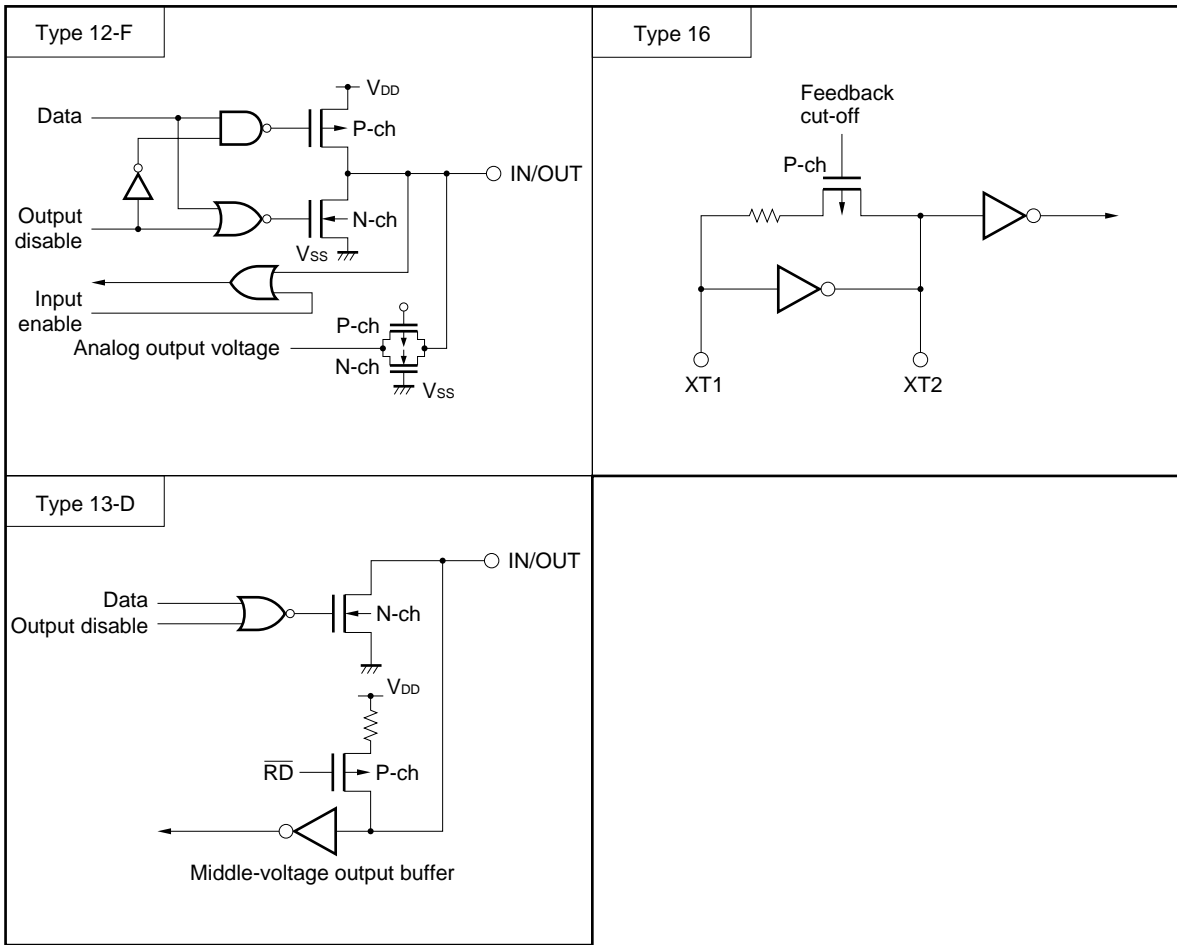 Type 12-F
VDD
Data
P-ch
IN/OUT
Output
disable
N-ch
VSS
Input
enable
P-ch
Analog output voltage
N-ch
VSS
Type 16
Feedback
cut-off
P-ch
XT1
XT2
Type 13-D
IN/OUT
Data
Output disable
N-ch
VDD
RD
P-ch
Middle-voltage output buffer